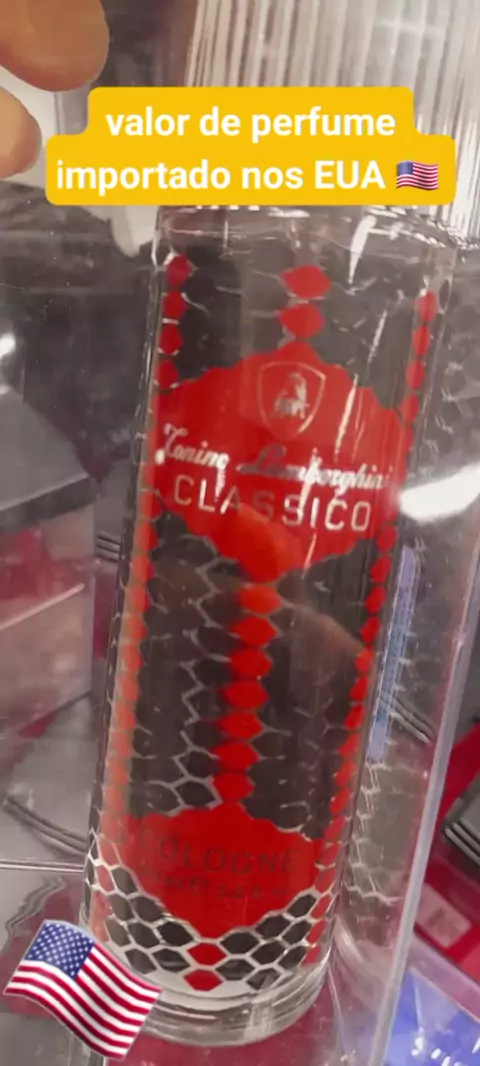 valor de perfume
importado nos EUA 🇺🇸
Tonino Lamborghini
CLASSICO
COLOGNE